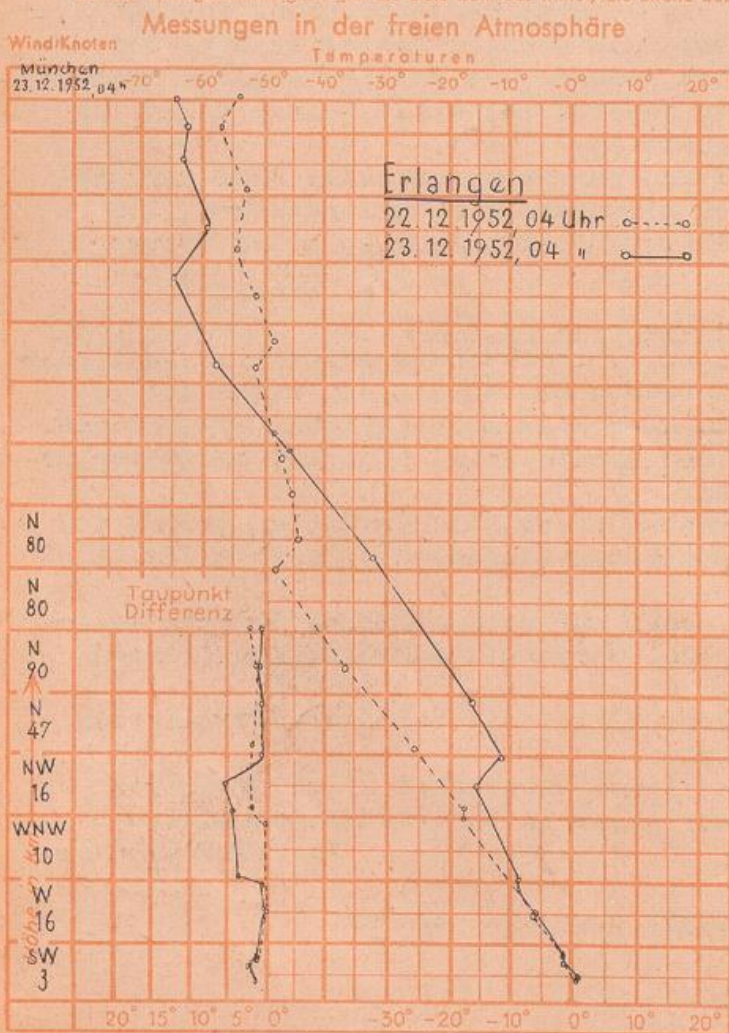 Messungen in der freien Atmosphäre
Wind/Knoten
Temperaturen
München
23.12.1952, 04ʰ
-70° -60° -50° -40° -30° -20° -10° -0° 10° 20°
Erlangen
22.12.1952, 04 Uhr
23.12.1952, 04 "
N
80
N
80
Taupunkt
Differenz
N
90
N
47
NW
16
WNW
10
W
16
SW
3
Höhe in km
20° 15° 10° 5° 0° -30° -20° -10° 0° 10° 20°